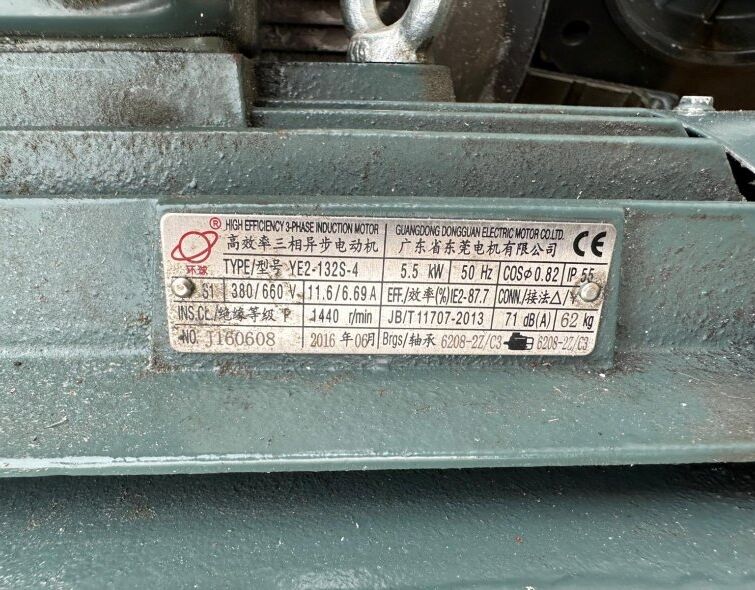 ® HIGH EFFICIENCY 3-PHASE INDUCTION MOTOR GUANGDONG DONGGUAN ELECTRIC MOTOR CO.LTD.
高效率三相异步电动机 广东省东莞电机有限公司 CE
环球 TYPE/型号 YE2-132S-4 5.5 kW 50 Hz COSφ 0.82 IP 55
S1 380/660 V 11.6/6.69A EFF./效率(%) IE2-87.7 CONN./接法 △/
INS.CL./绝缘等级 1440 r/min JB/T11707-2013 71 dB(A) 62 kg
NO. J160608 2016 年06月 Brgs/轴承 6208-2Z/C3 6208-2Z/C3